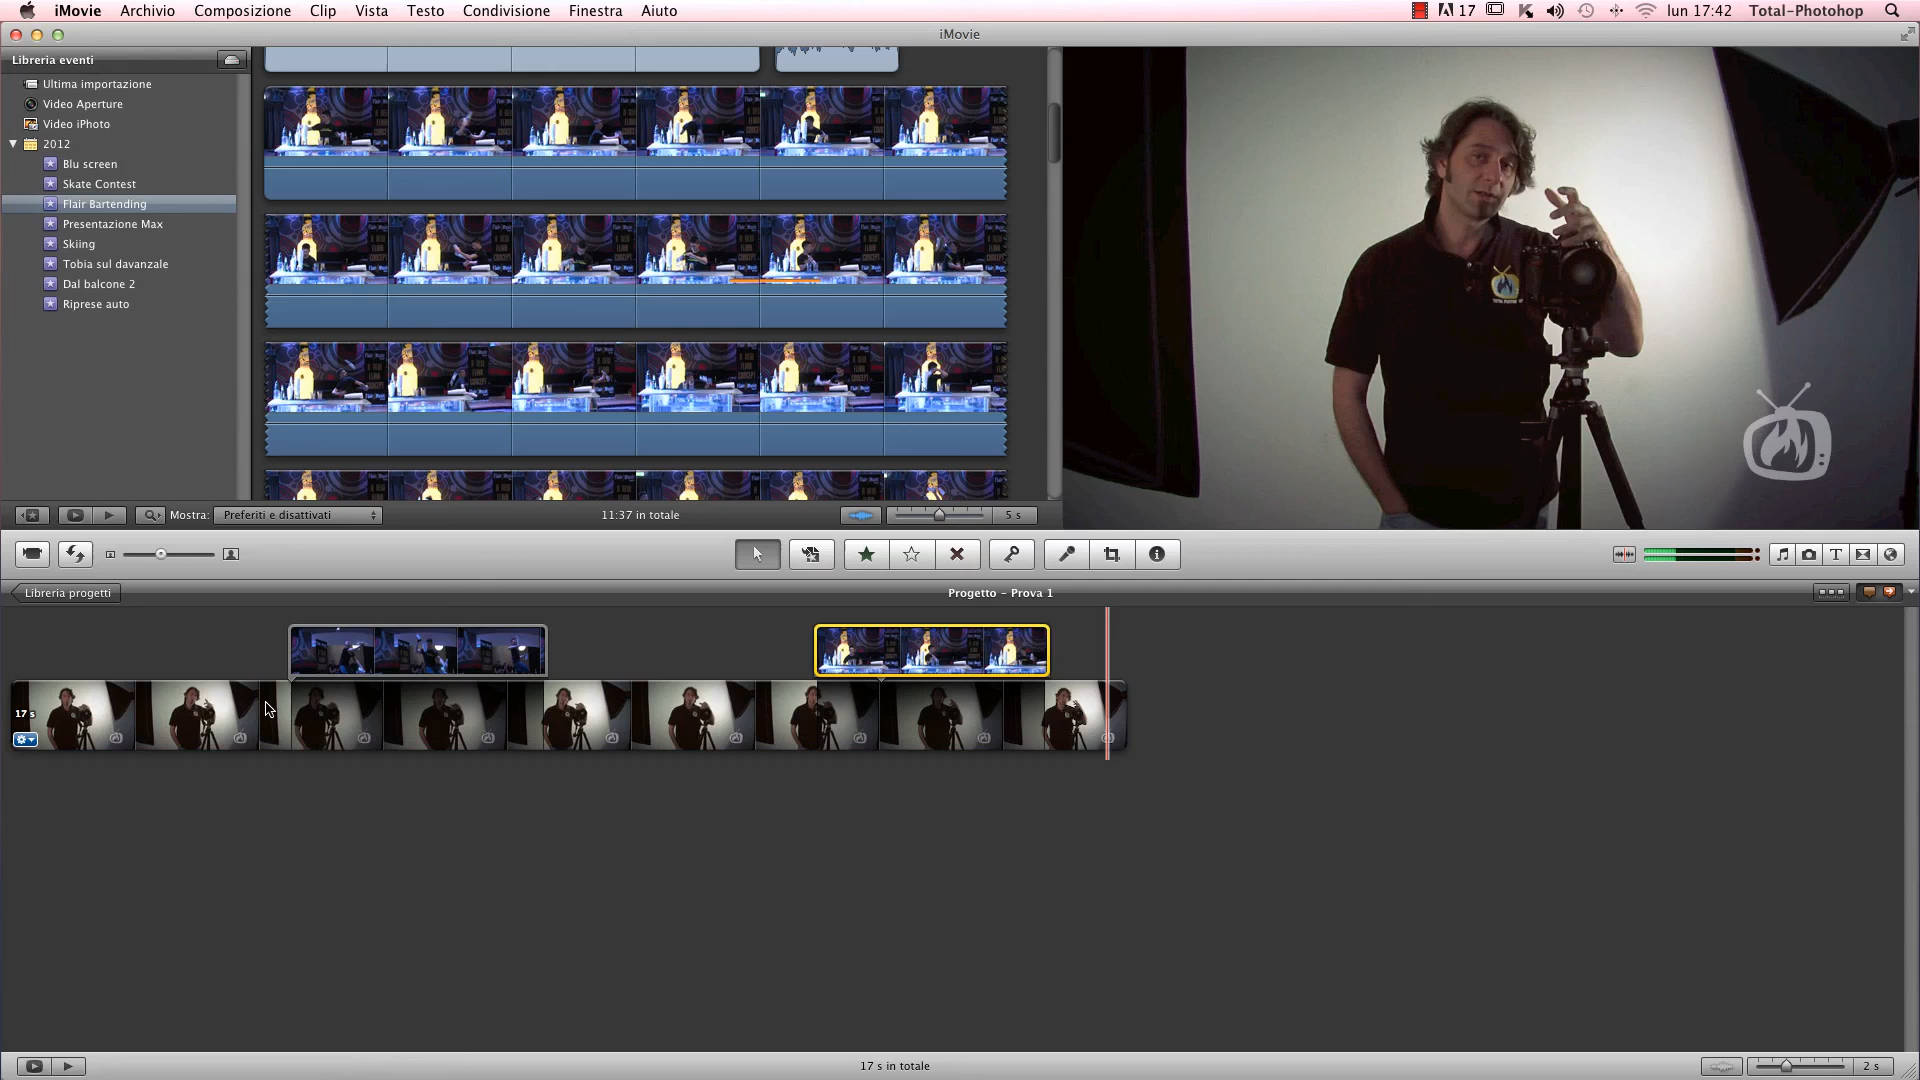 iMovie Archivio Composizione Clip Vista Testo Condivisione Finestra Aiuto 17 lun 17:42 Total-Photohop
iMovie
Libreria eventi
Ultima importazione
Video Aperture
Video iPhoto
2012
Blu screen
Skate Contest
Flair Bartending
Presentazione Max
Skiing
Tobia sul davanzale
Dal balcone 2
Riprese auto
Mostra: Preferiti e disattivati 11:37 in totale 5 s
Libreria progetti Progetto - Prova 1
17 s
17 s in totale 2 s